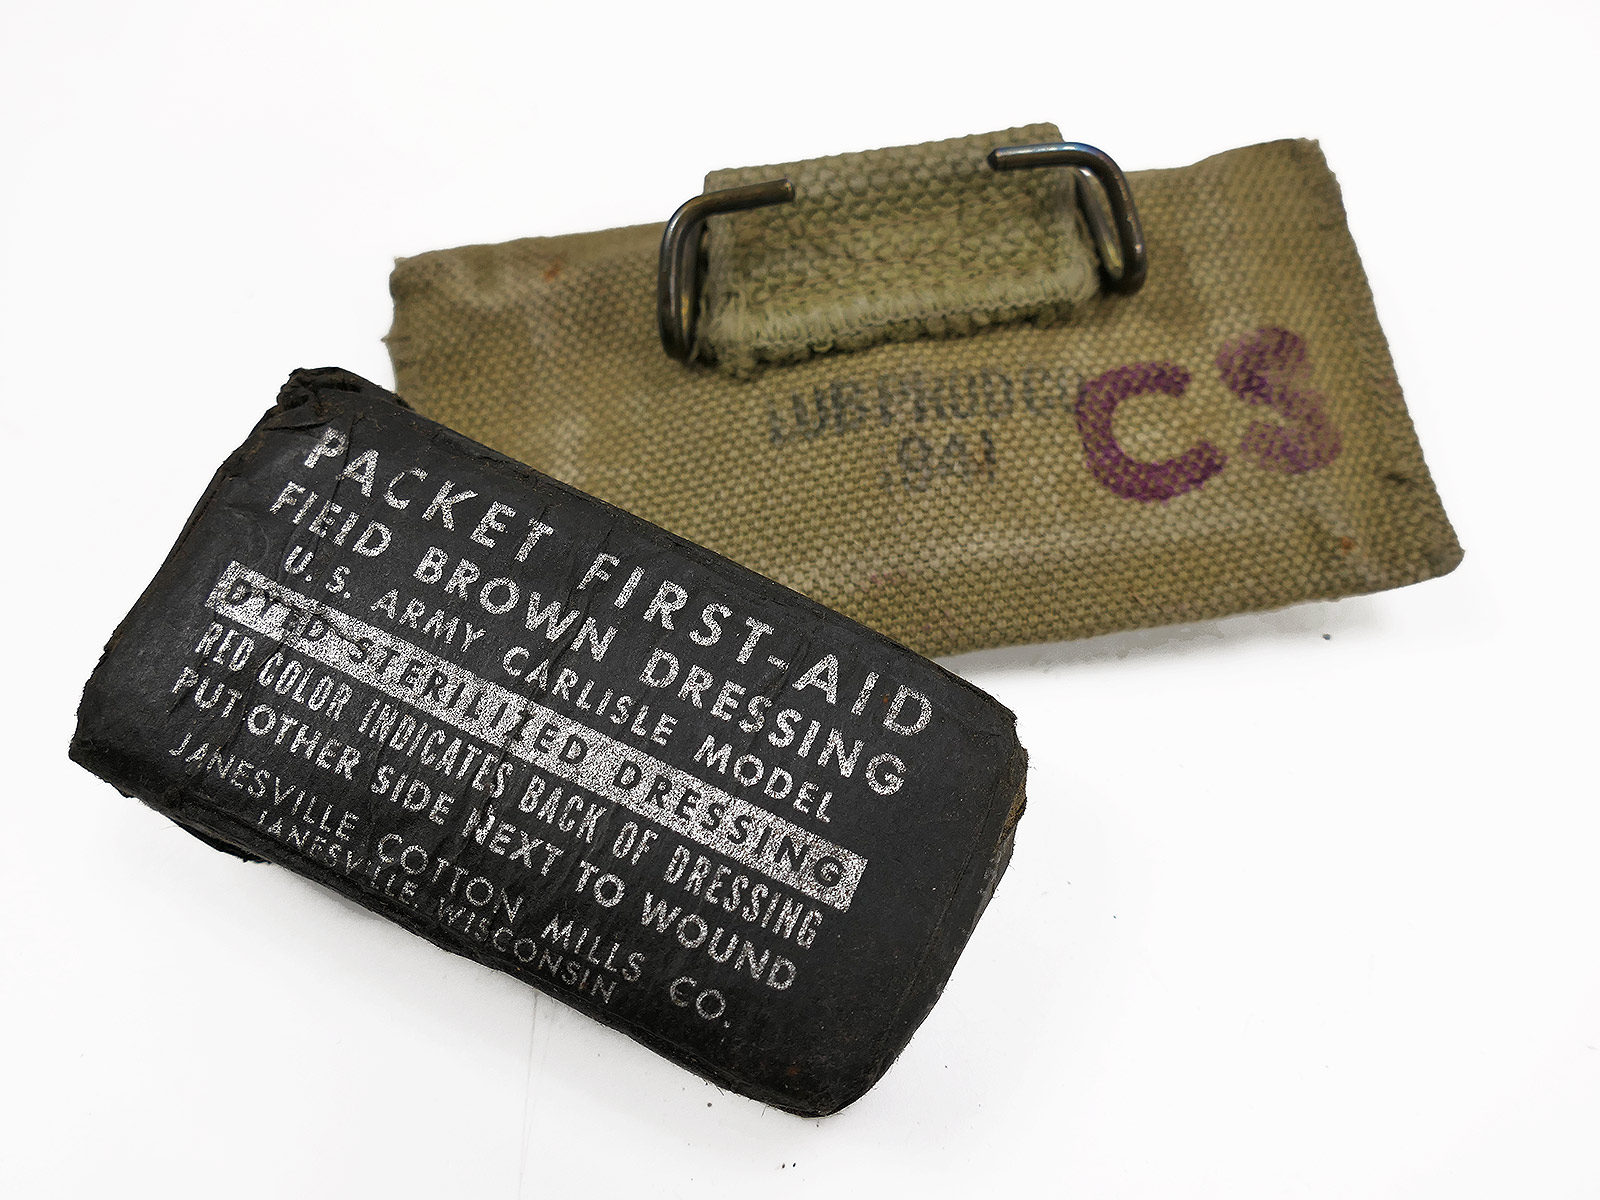 PACKET FIRST-AID
FIELD BROWN DRESSING
U.S. ARMY CARLISLE MODEL
DYED-STERILIZED DRESSING
RED COLOR INDICATES BACK OF DRESSING
PUT OTHER SIDE NEXT TO WOUND
JANESVILLE COTTON MILLS CO.
JANESVILLE, WISCONSIN
CS